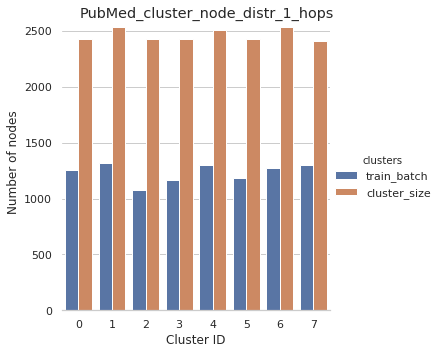 PubMed_cluster_node_distr_1_hops
2500
2000
1500
1000
500
0
Number of nodes
0 1 2 3 4 5 6 7
Cluster ID
clusters
train_batch
cluster_size